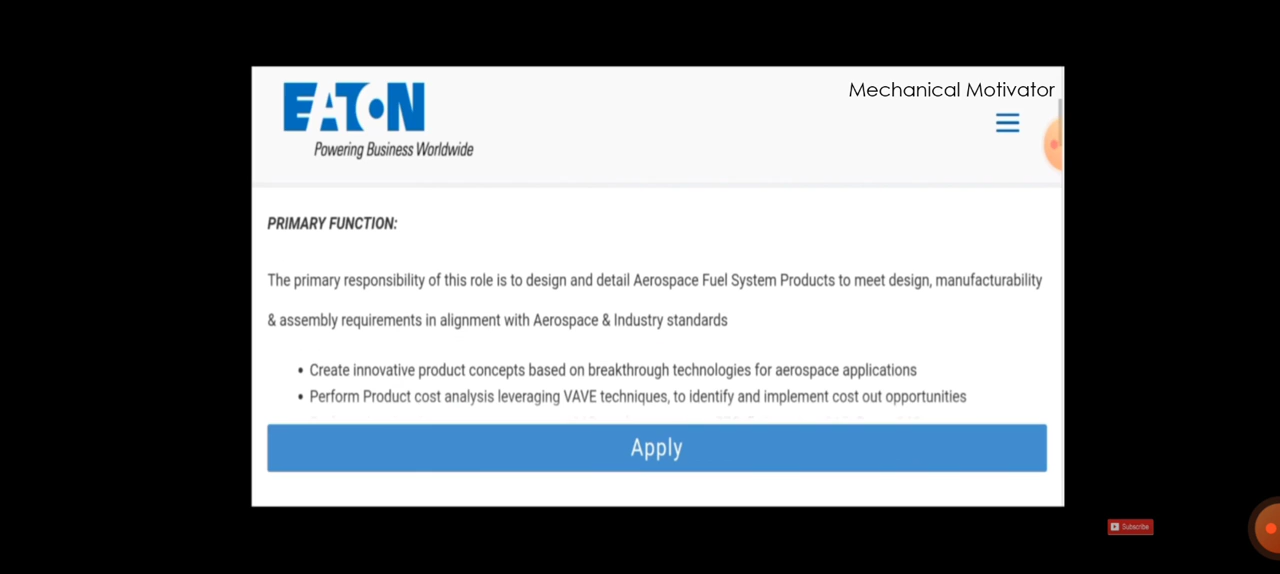 EATON
Mechanical Motivator
Powering Business Worldwide
PRIMARY FUNCTION:
The primary responsibility of this role is to design and detail Aerospace Fuel System Products to meet design, manufacturability
& assembly requirements in alignment with Aerospace & Industry standards
• Create innovative product concepts based on breakthrough technologies for aerospace applications
• Perform Product cost analysis leveraging VAVE techniques, to identify and implement cost out opportunities
Apply
Subscribe